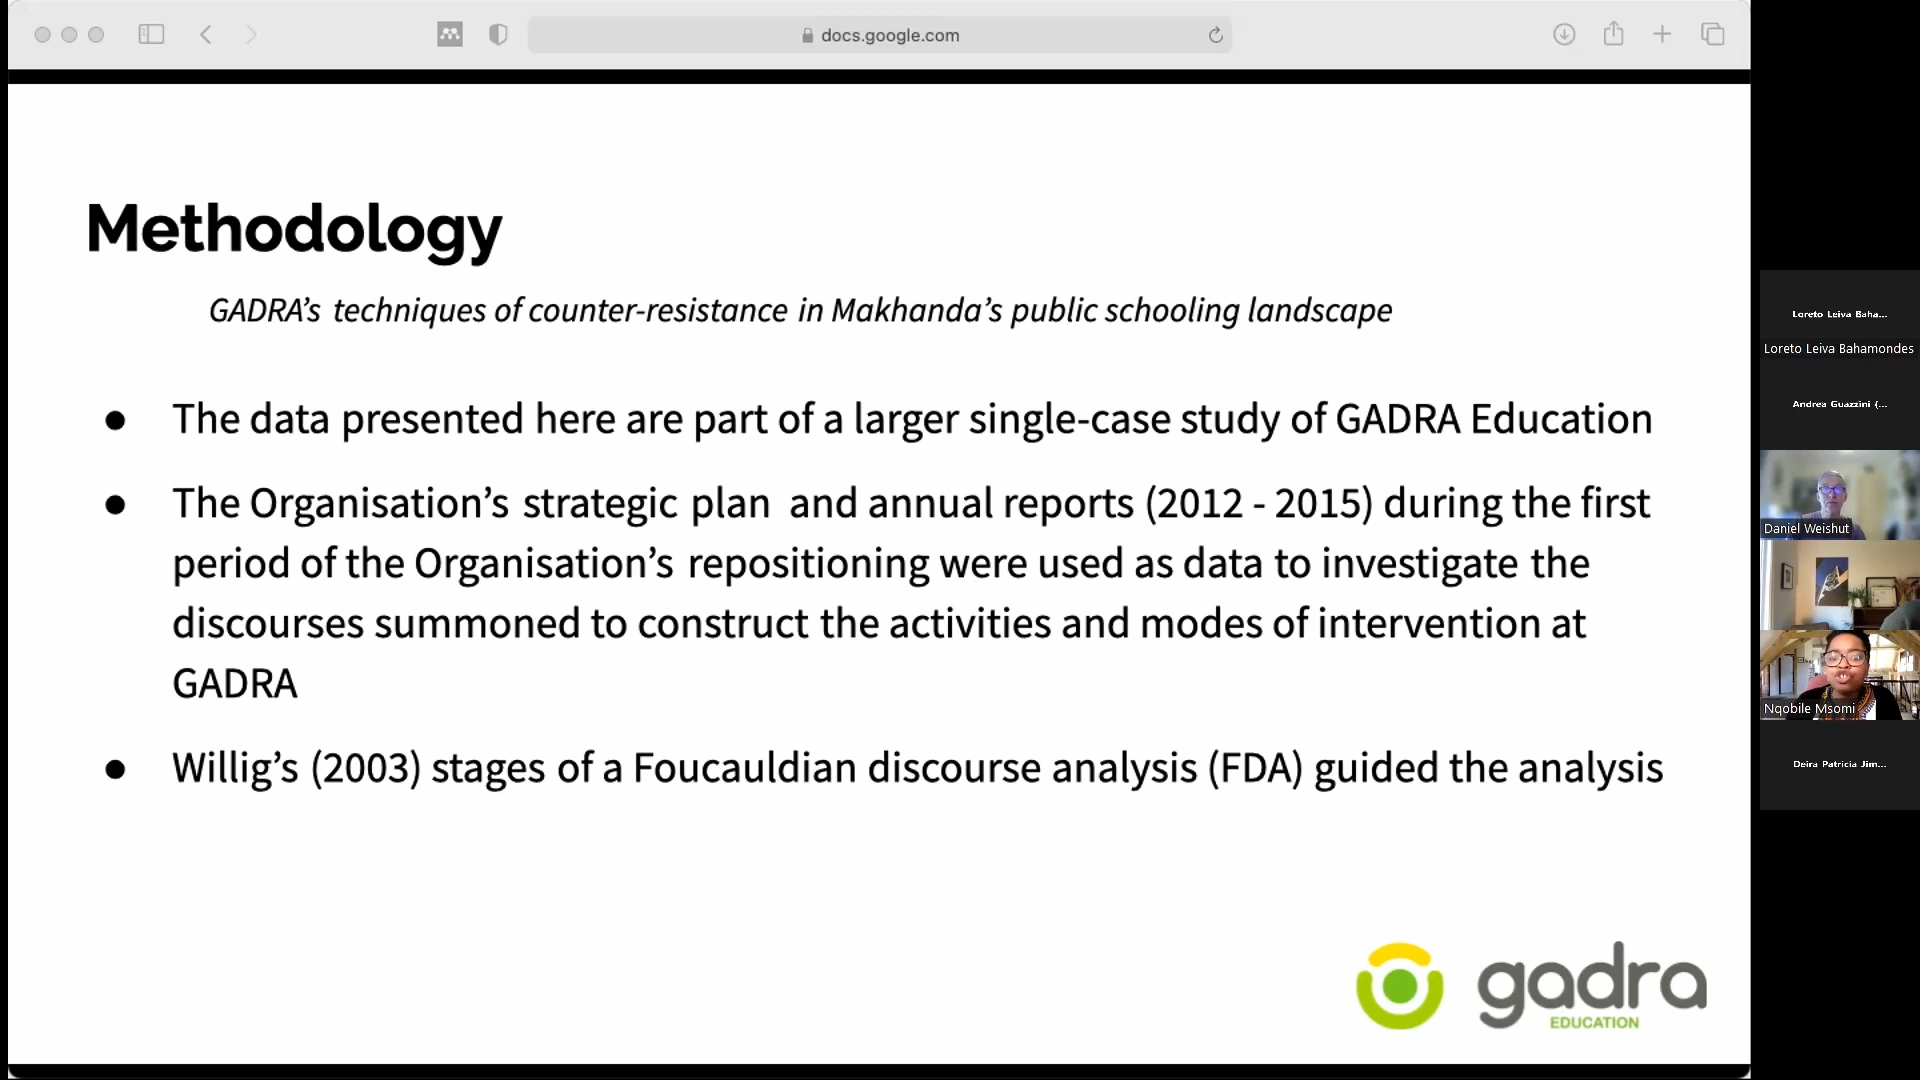 docs.google.com
Methodology
GADRA's techniques of counter-resistance in Makhanda's public schooling landscape
● The data presented here are part of a larger single-case study of GADRA Education
● The Organisation's strategic plan and annual reports (2012 - 2015) during the first
period of the Organisation's repositioning were used as data to investigate the
discourses summoned to construct the activities and modes of intervention at
GADRA
● Willig's (2003) stages of a Foucauldian discourse analysis (FDA) guided the analysis
gadra
EDUCATION
Loreto Leiva Baha...
Loreto Leiva Bahamondes
Andrea Guazzini (...
Daniel Weishut
Nqobile Msomi
Deira Patricia Jim...